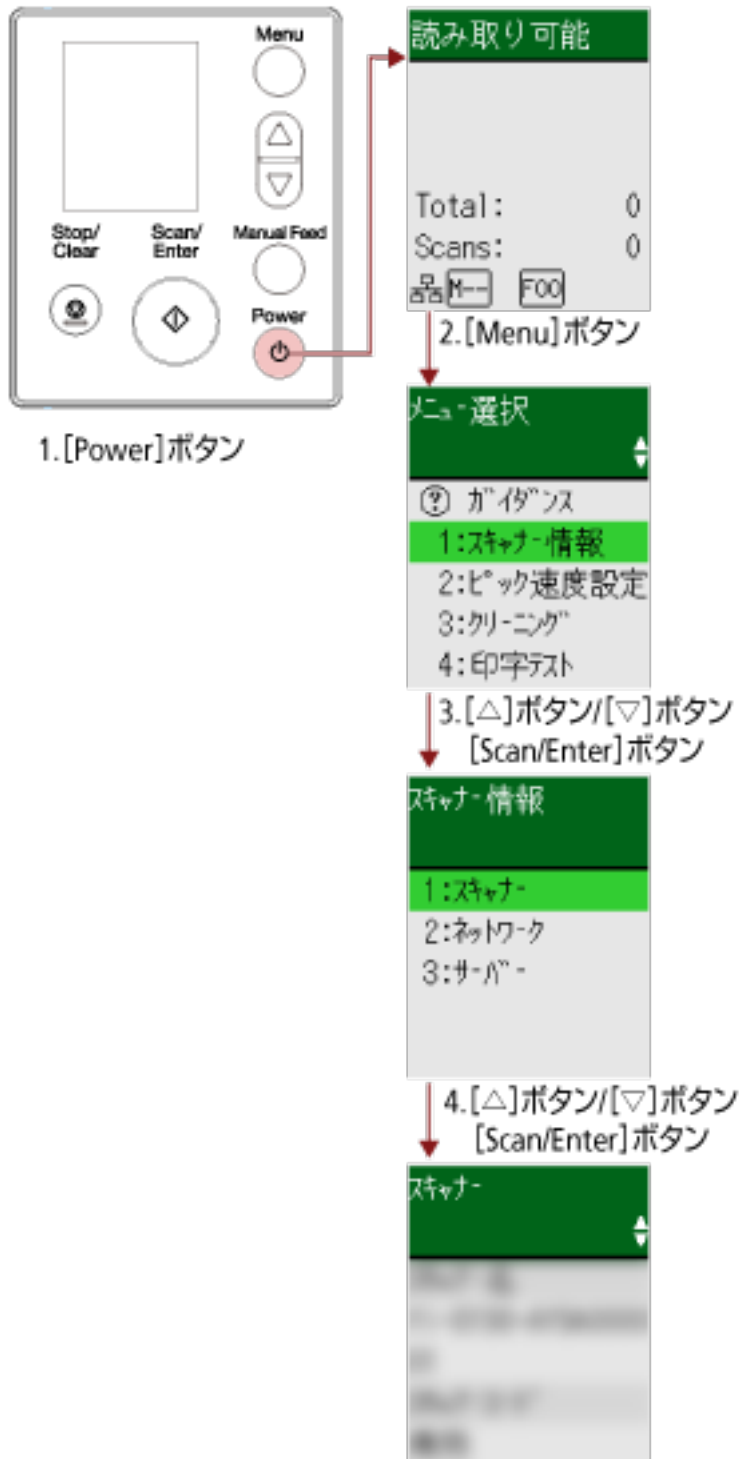 Menu
Stop/
Clear
Scan/
Enter
Manual Feed
Power
1.[Power]ボタン
読み取り可能
Total: 0
Scans: 0
M-- F00
2.[Menu]ボタン
ﾒﾆｭｰ選択
? ｶﾞｲﾀﾞﾝｽ
1:ｽｷｬﾅｰ情報
2:ﾋﾟｯｸ速度設定
3:ｸﾘｰﾆﾝｸﾞ
4:印字ﾃｽﾄ
3.[△]ボタン/[▽]ボタン
[Scan/Enter]ボタン
ｽｷｬﾅｰ情報
1:ｽｷｬﾅｰ
2:ﾈｯﾄﾜｰｸ
3:ｻｰﾊﾞｰ
4.[△]ボタン/[▽]ボタン
[Scan/Enter]ボタン
ｽｷｬﾅｰ